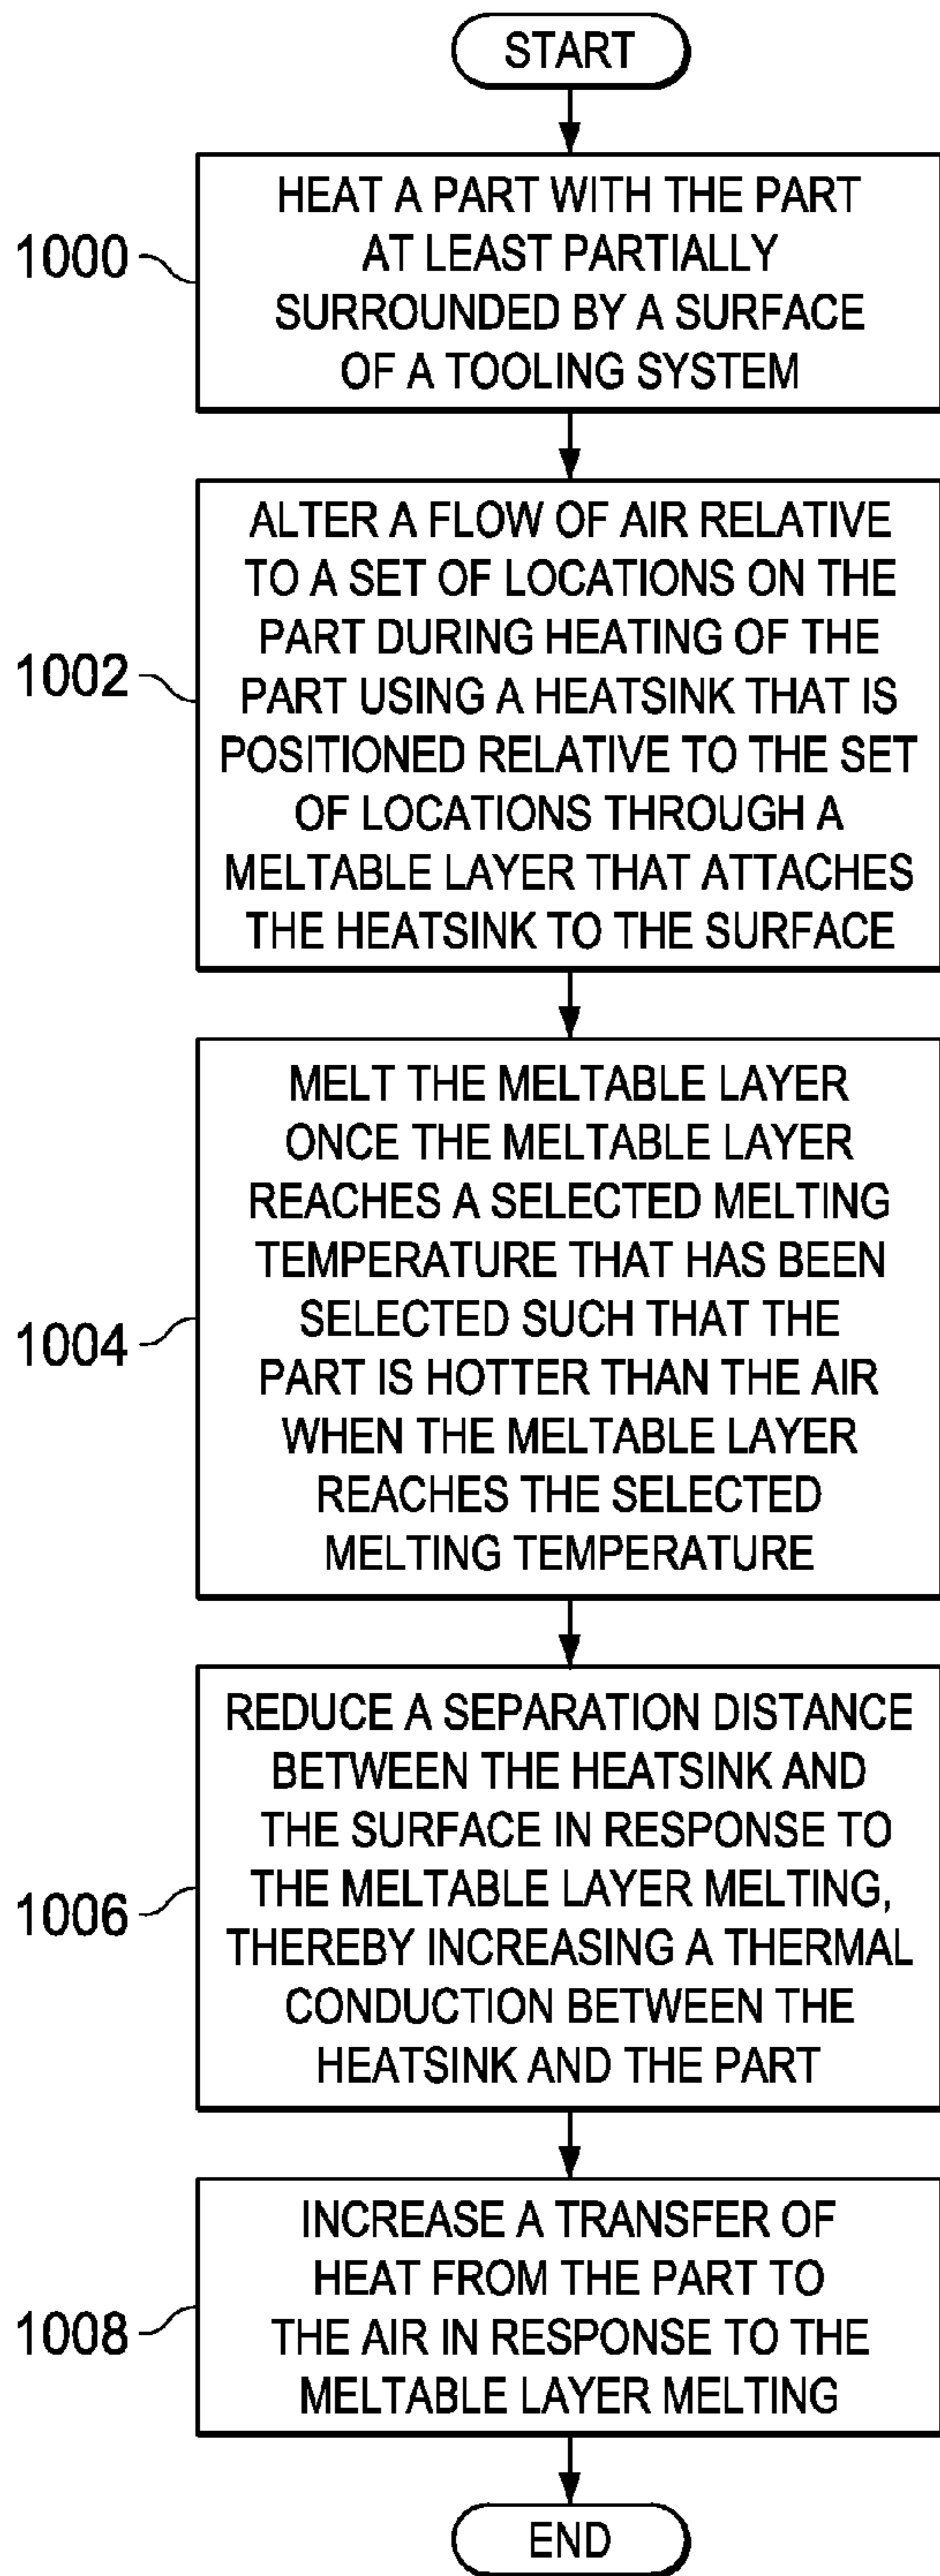 START
1000
HEAT A PART WITH THE PART
AT LEAST PARTIALLY
SURROUNDED BY A SURFACE
OF A TOOLING SYSTEM
1002
ALTER A FLOW OF AIR RELATIVE
TO A SET OF LOCATIONS ON THE
PART DURING HEATING OF THE
PART USING A HEATSINK THAT IS
POSITIONED RELATIVE TO THE SET
OF LOCATIONS THROUGH A
MELTABLE LAYER THAT ATTACHES
THE HEATSINK TO THE SURFACE
1004
MELT THE MELTABLE LAYER
ONCE THE MELTABLE LAYER
REACHES A SELECTED MELTING
TEMPERATURE THAT HAS BEEN
SELECTED SUCH THAT THE
PART IS HOTTER THAN THE AIR
WHEN THE MELTABLE LAYER
REACHES THE SELECTED
MELTING TEMPERATURE
1006
REDUCE A SEPARATION DISTANCE
BETWEEN THE HEATSINK AND
THE SURFACE IN RESPONSE TO
THE MELTABLE LAYER MELTING,
THEREBY INCREASING A THERMAL
CONDUCTION BETWEEN THE
HEATSINK AND THE PART
1008
INCREASE A TRANSFER OF
HEAT FROM THE PART TO
THE AIR IN RESPONSE TO THE
MELTABLE LAYER MELTING
END